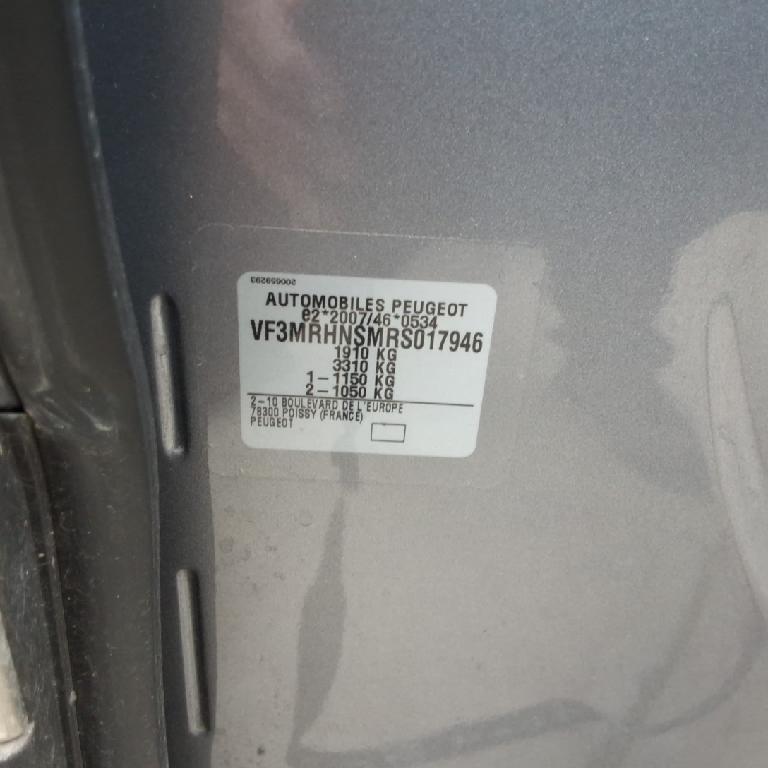 AUTOMOBILES PEUGEOT
e2*2007/46*0534
VF3MRHNSMRS017946
1910 KG
3310 KG
1-1150 KG
2-1050 KG
2-10 BOULEVARD DE L'EUROPE
78300 POISSY (FRANCE)
PEUGEOT